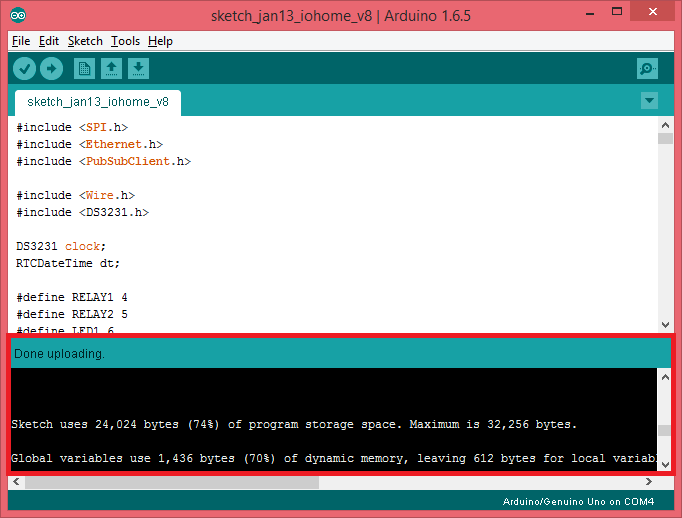 sketch_jan13_iohome_v8 | Arduino 1.6.5
File Edit Sketch Tools Help
sketch_jan13_iohome_v8
#include <SPI.h>
#include <Ethernet.h>
#include <PubSubClient.h>
#include <Wire.h>
#include <DS3231.h>
DS3231 clock;
RTCDateTime dt;
#define RELAY1 4
#define RELAY2 5
#define LED1 6
Done uploading.
Sketch uses 24,024 bytes (74%) of program storage space. Maximum is 32,256 bytes.
Global variables use 1,436 bytes (70%) of dynamic memory, leaving 612 bytes for local variab
Arduino/Genuino Uno on COM4